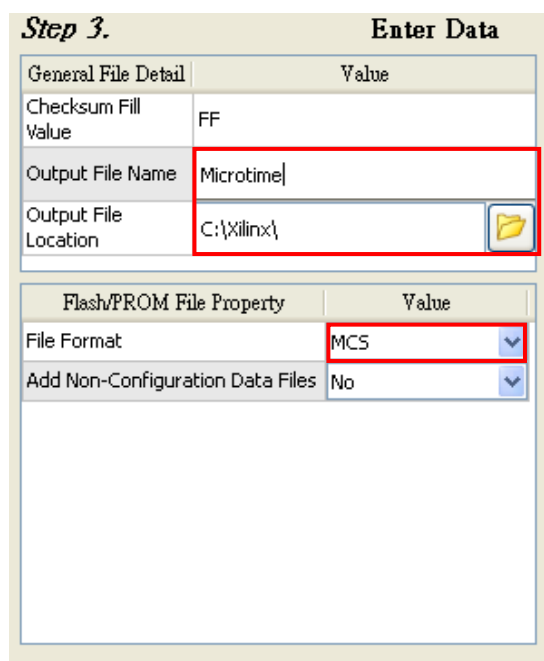 Step 3. Enter Data
General File Detail Value
Checksum Fill
Value
FF
Output File Name Microtime
Output File
Location
C:\Xilinx\
Flash/PROM File Property Value
File Format MCS
Add Non-Configuration Data Files No